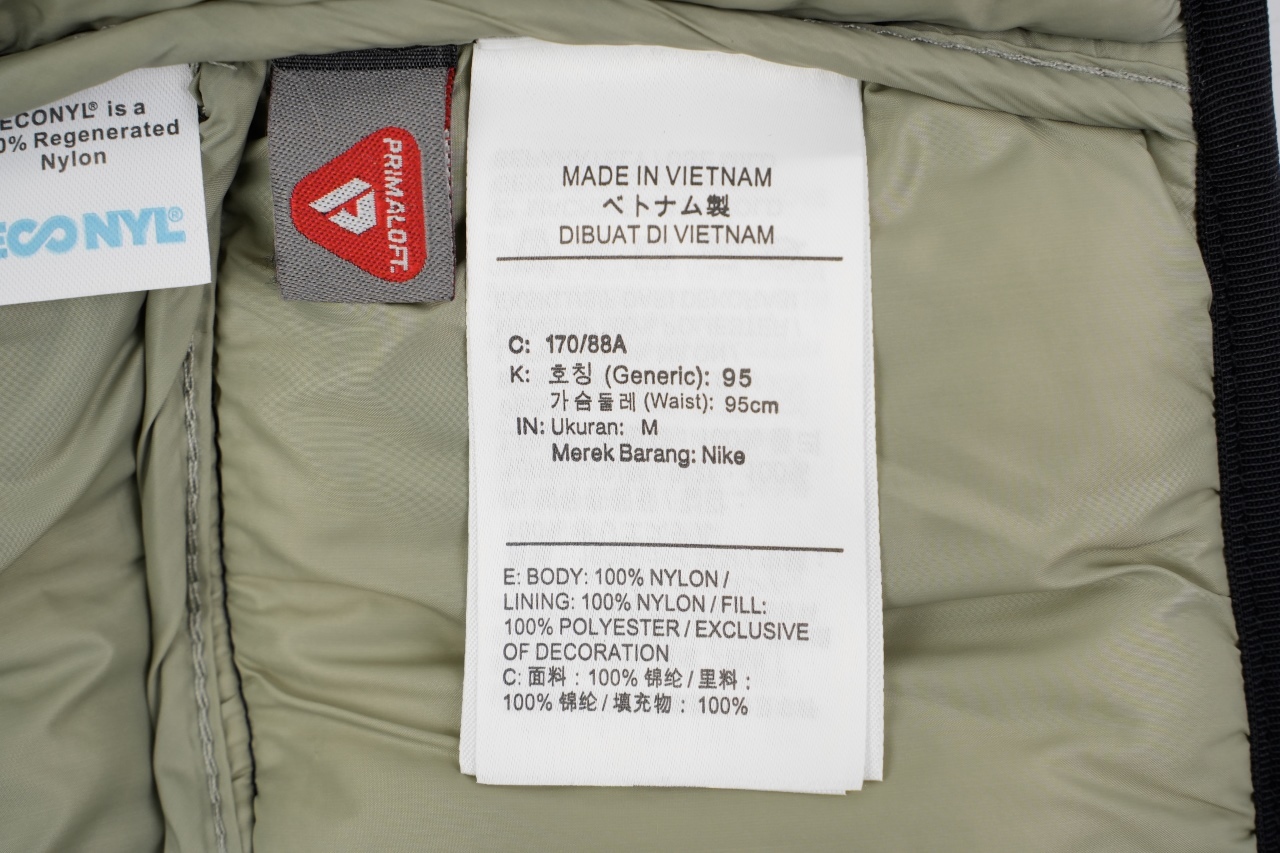 ECONYL® is a
0% Regenerated
Nylon
ECONYL®
PRIMALOFT.
MADE IN VIETNAM
ベトナム製
DIBUAT DI VIETNAM
C: 170/88A
K: 호칭 (Generic): 95
가슴둘레 (Waist): 95cm
IN: Ukuran: M
Merek Barang: Nike
E: BODY: 100% NYLON /
LINING: 100% NYLON / FILL:
100% POLYESTER / EXCLUSIVE
OF DECORATION
C: 面料：100% 锦纶 / 里料：
100% 锦纶 / 填充物：100%